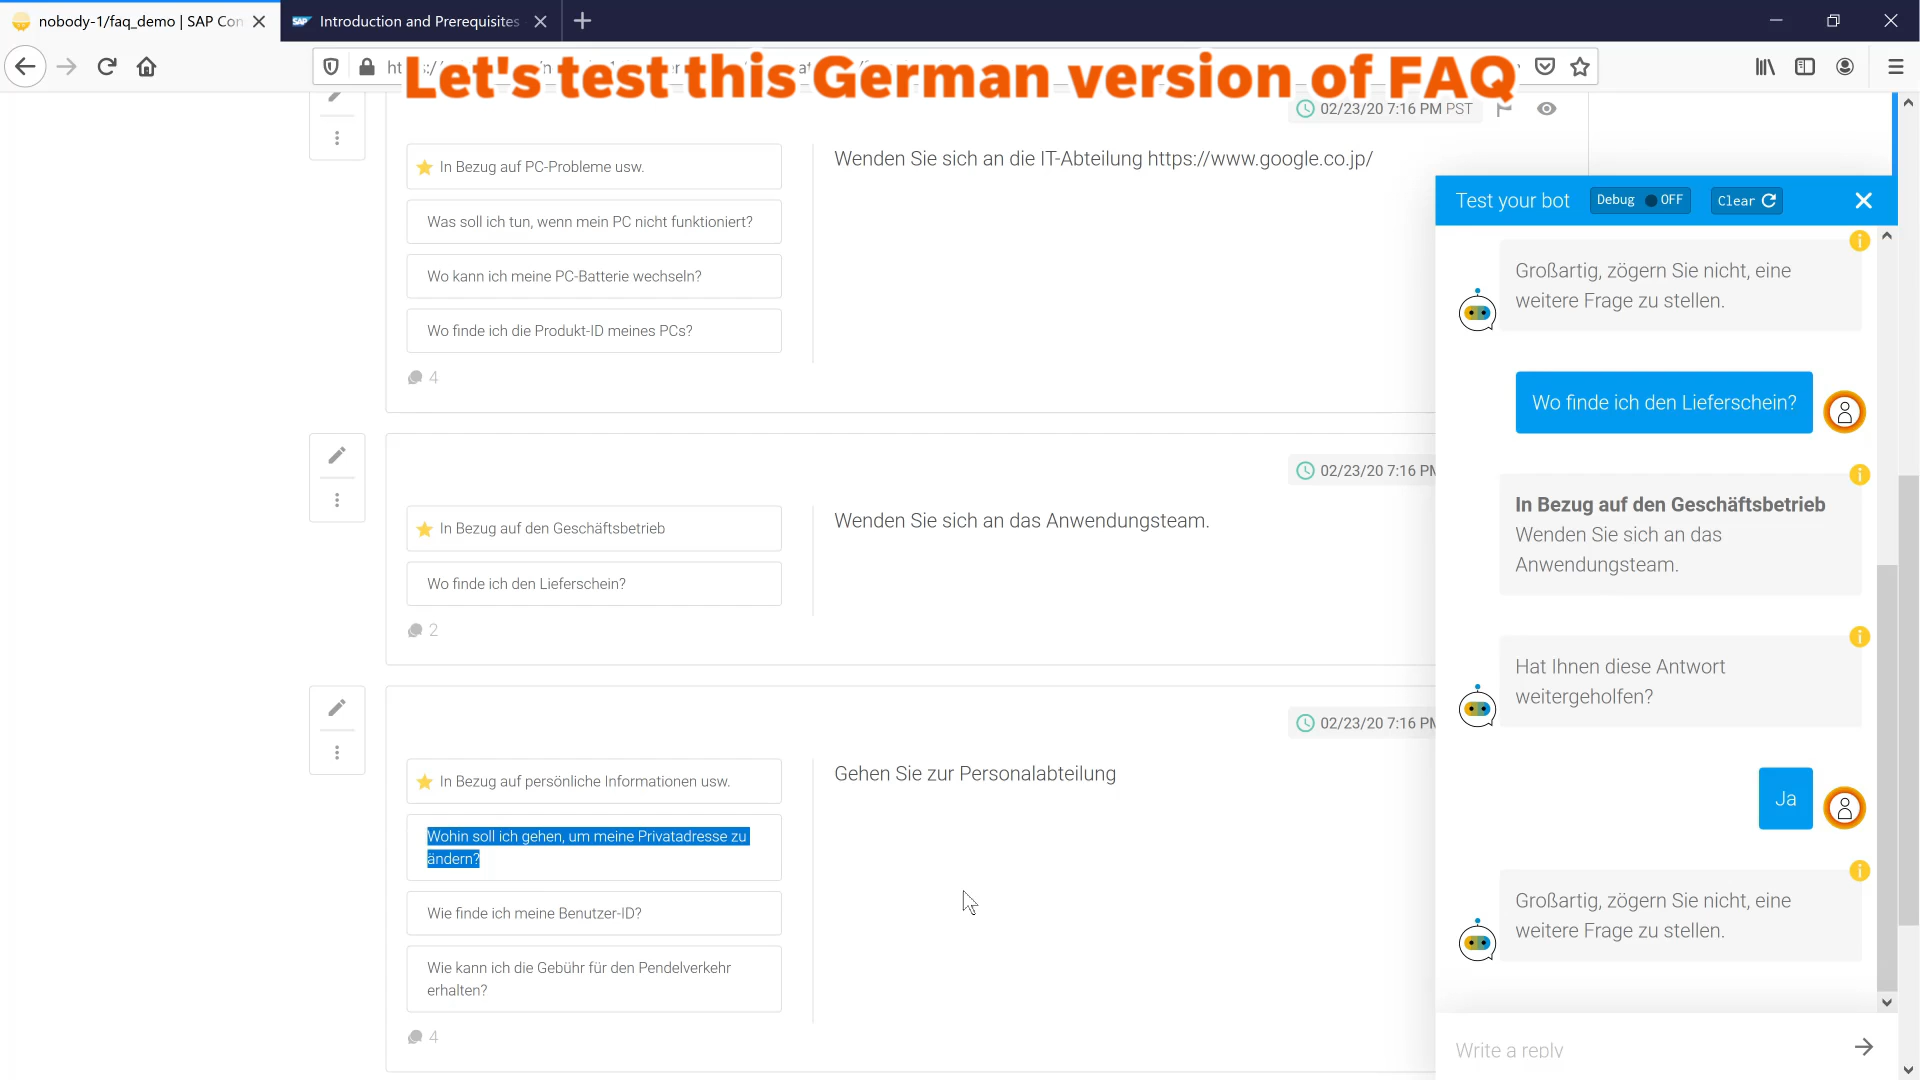 nobody-1/faq_demo | SAP Con
SAP Introduction and Prerequisites
Let's test this German version of FAQ
02/23/20 7:16 PM PST
In Bezug auf PC-Probleme usw.
Was soll ich tun, wenn mein PC nicht funktioniert?
Wo kann ich meine PC-Batterie wechseln?
Wo finde ich die Produkt-ID meines PCs?
4
Wenden Sie sich an die IT-Abteilung https://www.google.co.jp/
02/23/20 7:16 PM
In Bezug auf den Geschäftsbetrieb
Wo finde ich den Lieferschein?
2
Wenden Sie sich an das Anwendungsteam.
02/23/20 7:16 PM
In Bezug auf persönliche Informationen usw.
Wohin soll ich gehen, um meine Privatadresse zu
ändern?
Wie finde ich meine Benutzer-ID?
Wie kann ich die Gebühr für den Pendelverkehr
erhalten?
4
Gehen Sie zur Personalabteilung
Test your bot
Debug OFF
Clear
Großartig, zögern Sie nicht, eine
weitere Frage zu stellen.
Wo finde ich den Lieferschein?
In Bezug auf den Geschäftsbetrieb
Wenden Sie sich an das
Anwendungsteam.
Hat Ihnen diese Antwort
weitergeholfen?
Ja
Großartig, zögern Sie nicht, eine
weitere Frage zu stellen.
Write a reply